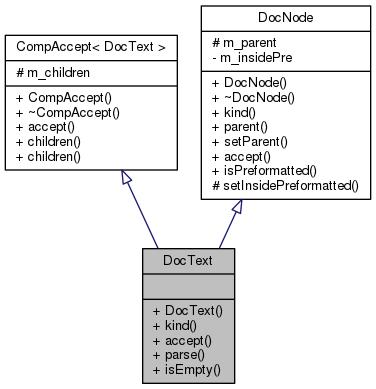 CompAccept< DocText >
# m_children
+ CompAccept()
+ ~CompAccept()
+ accept()
+ children()
+ children()
DocNode
# m_parent
- m_insidePre
+ DocNode()
+ ~DocNode()
+ kind()
+ parent()
+ setParent()
+ accept()
+ isPreformatted()
# setInsidePreformatted()
DocText
+ DocText()
+ kind()
+ accept()
+ parse()
+ isEmpty()